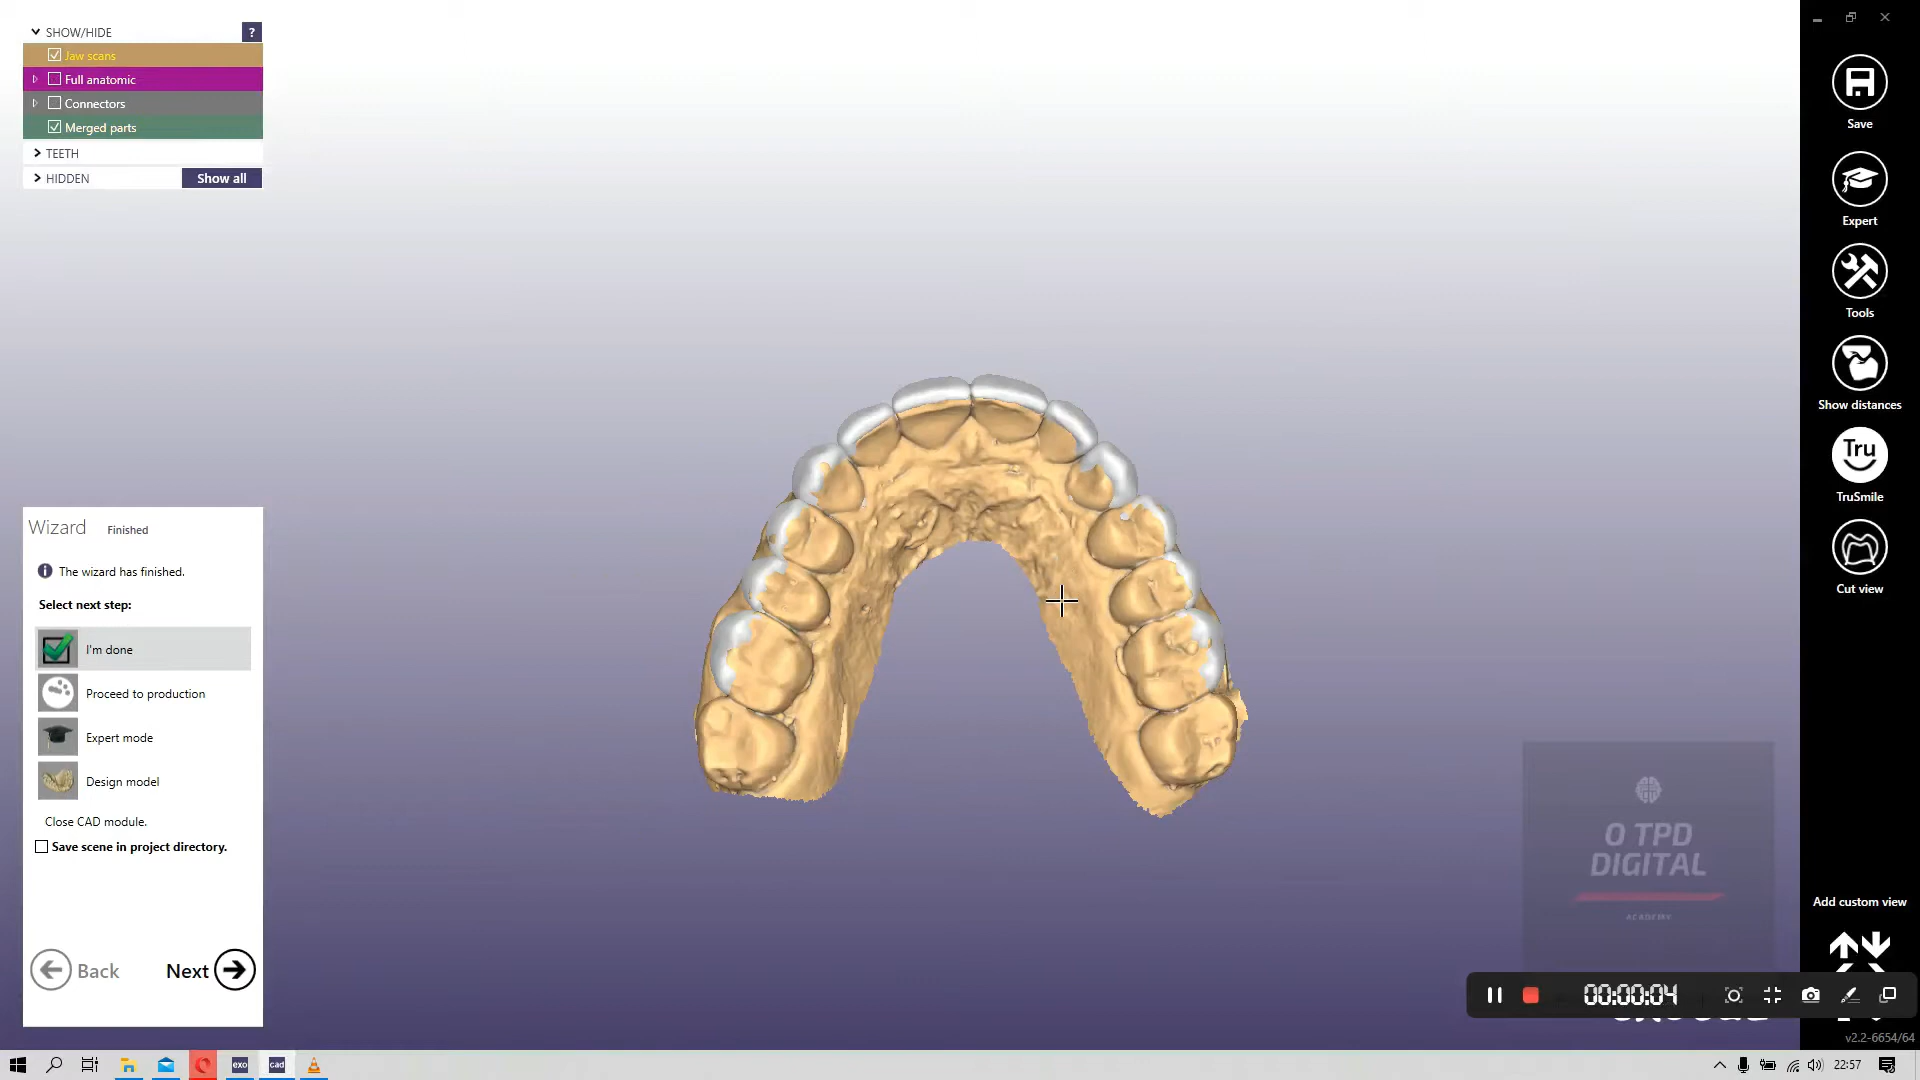 SHOW/HIDE
?
Jaw scans
Full anatomic
Connectors
Merged parts
TEETH
HIDDEN
Show all
Wizard
Finished
The wizard has finished.
Select next step:
I'm done
Proceed to production
Expert mode
Design model
Close CAD module.
Save scene in project directory.
Back
Next
Save
Expert
Tools
Show distances
Tru
TruSmile
Cut view
O TPD
DIGITAL
ACADEMY
Add custom view
00:00:04
v2.2-6654/64
exo
cad
22:57